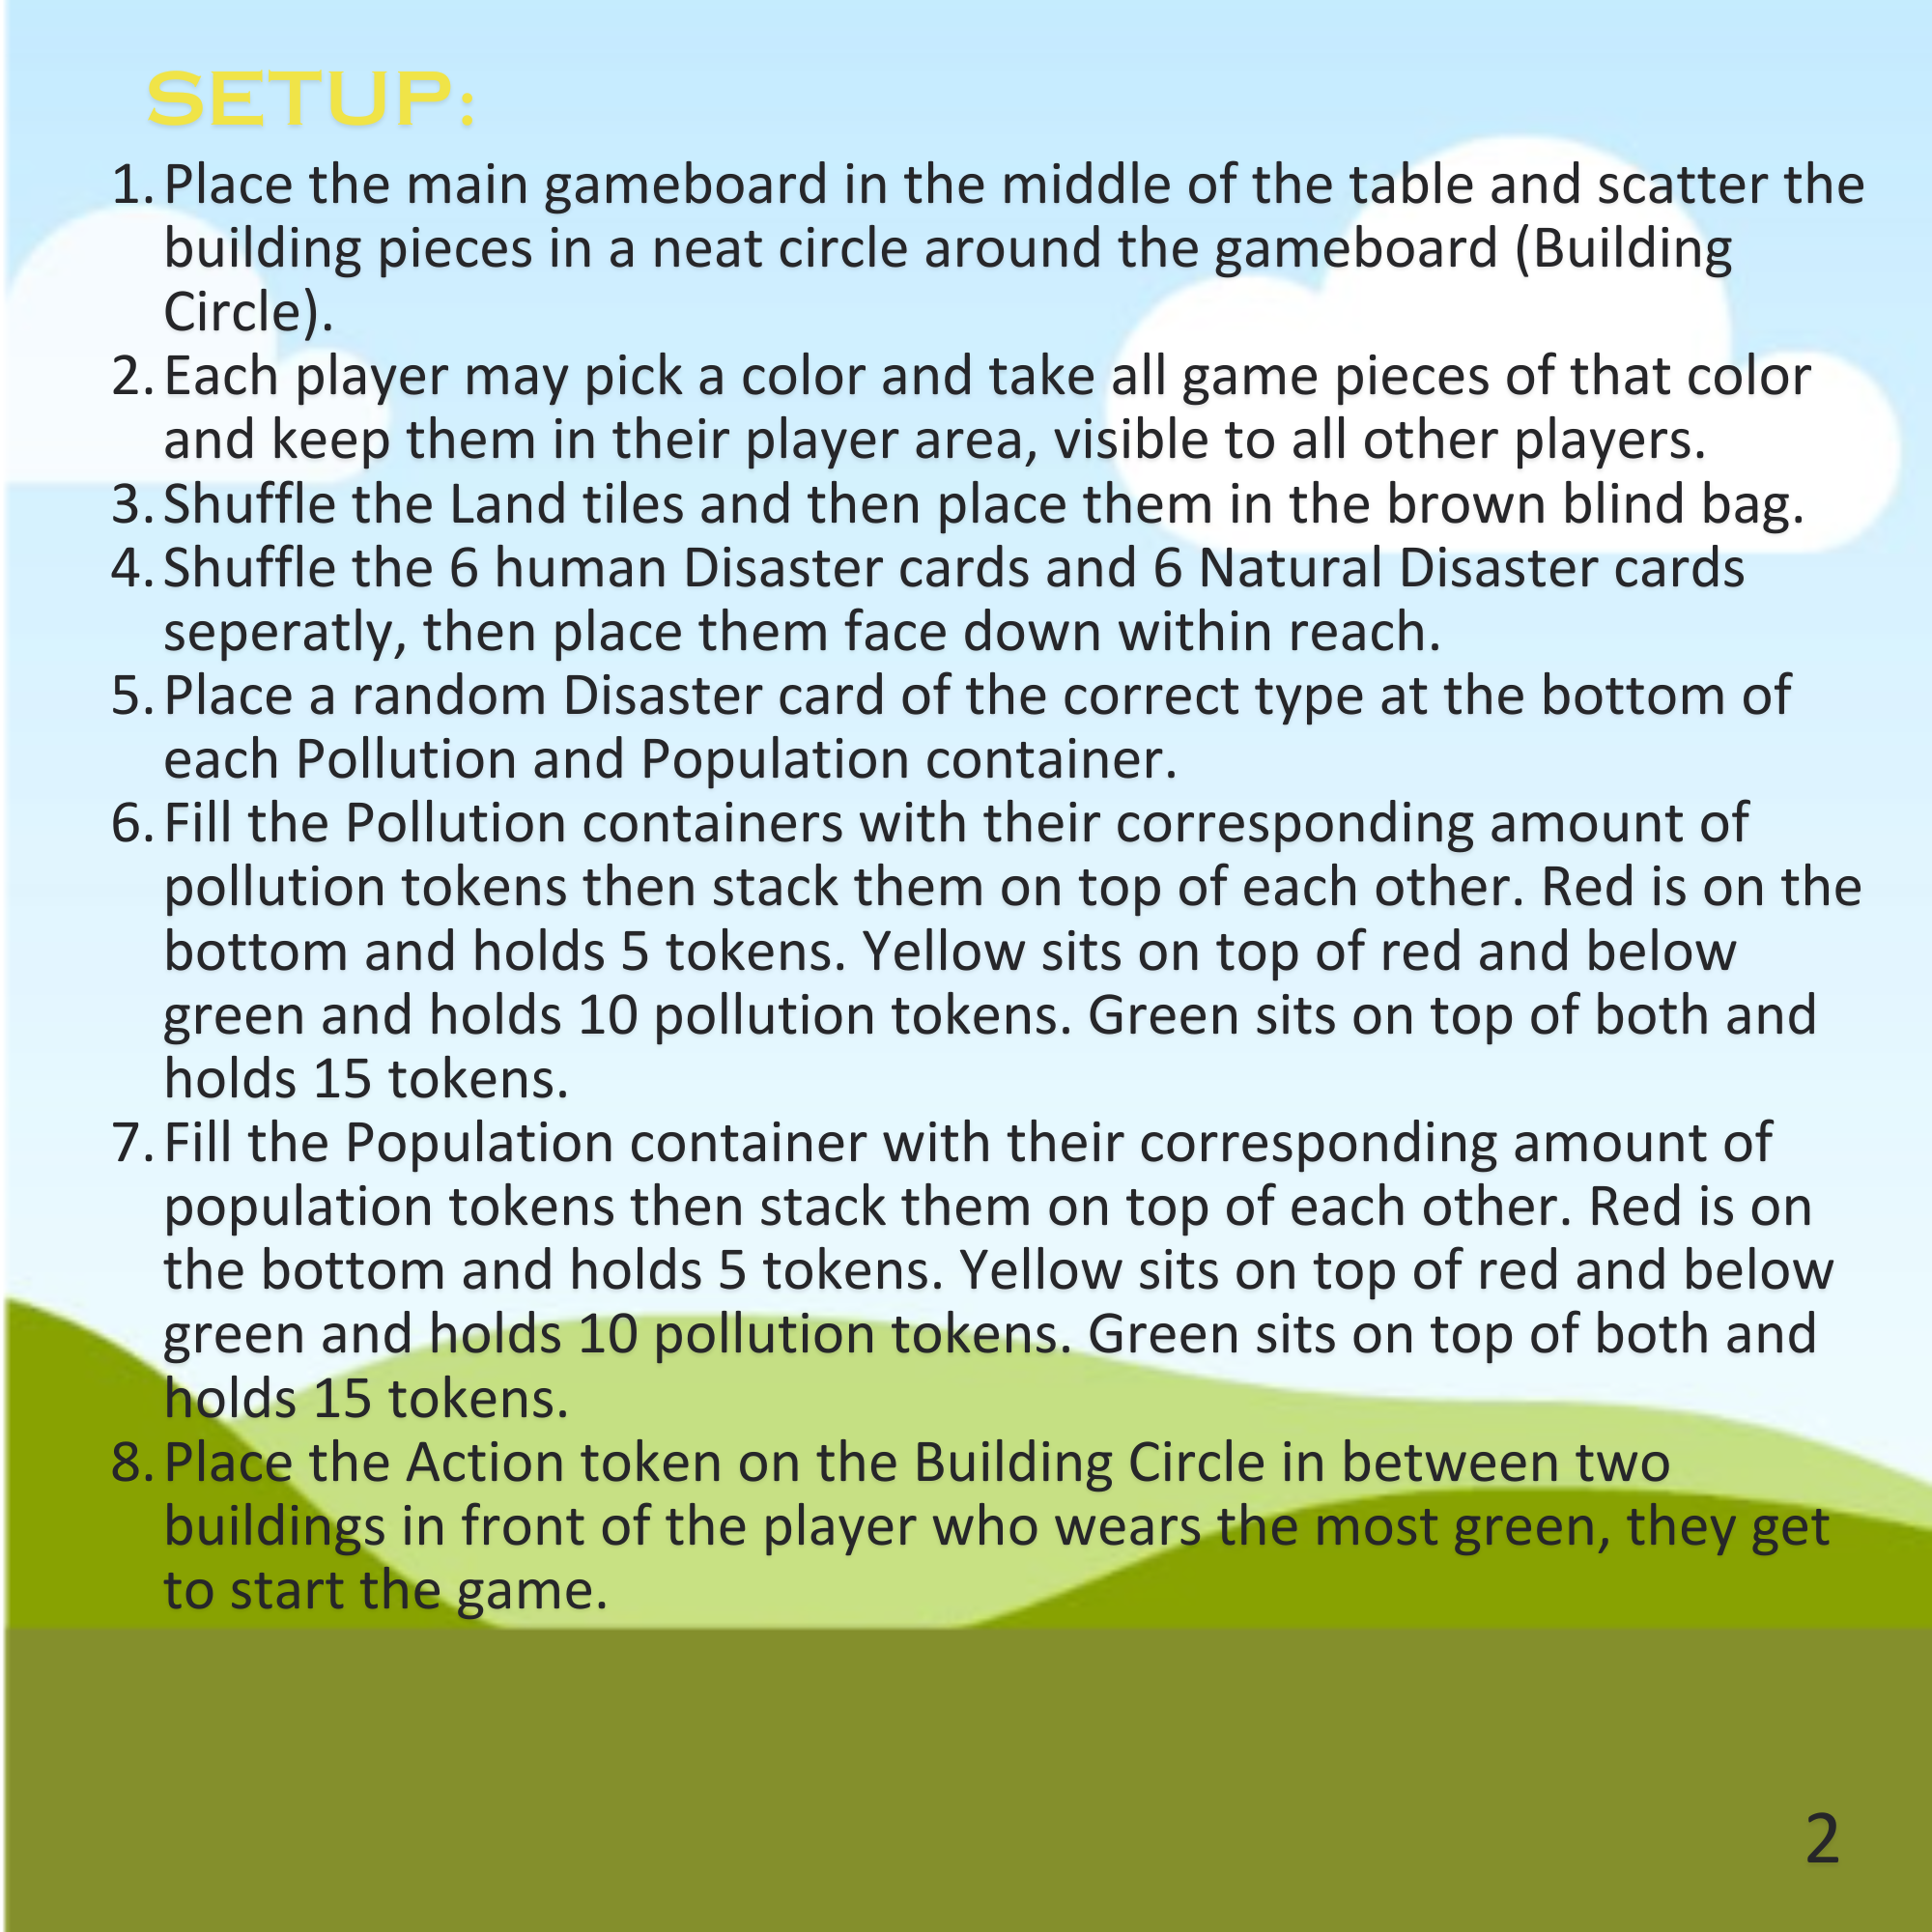 SETUP:
1. Place the main gameboard in the middle of the table and scatter the
building pieces in a neat circle around the gameboard (Building
Circle).
2. Each player may pick a color and take all game pieces of that color
and keep them in their player area, visible to all other players.
3. Shuffle the Land tiles and then place them in the brown blind bag.
4. Shuffle the 6 human Disaster cards and 6 Natural Disaster cards
seperatly, then place them face down within reach.
5. Place a random Disaster card of the correct type at the bottom of
each Pollution and Population container.
6. Fill the Pollution containers with their corresponding amount of
pollution tokens then stack them on top of each other. Red is on the
bottom and holds 5 tokens. Yellow sits on top of red and below
green and holds 10 pollution tokens. Green sits on top of both and
holds 15 tokens.
7. Fill the Population container with their corresponding amount of
population tokens then stack them on top of each other. Red is on
the bottom and holds 5 tokens. Yellow sits on top of red and below
green and holds 10 pollution tokens. Green sits on top of both and
holds 15 tokens.
8. Place the Action token on the Building Circle in between two
buildings in front of the player who wears the most green, they get
to start the game.
2